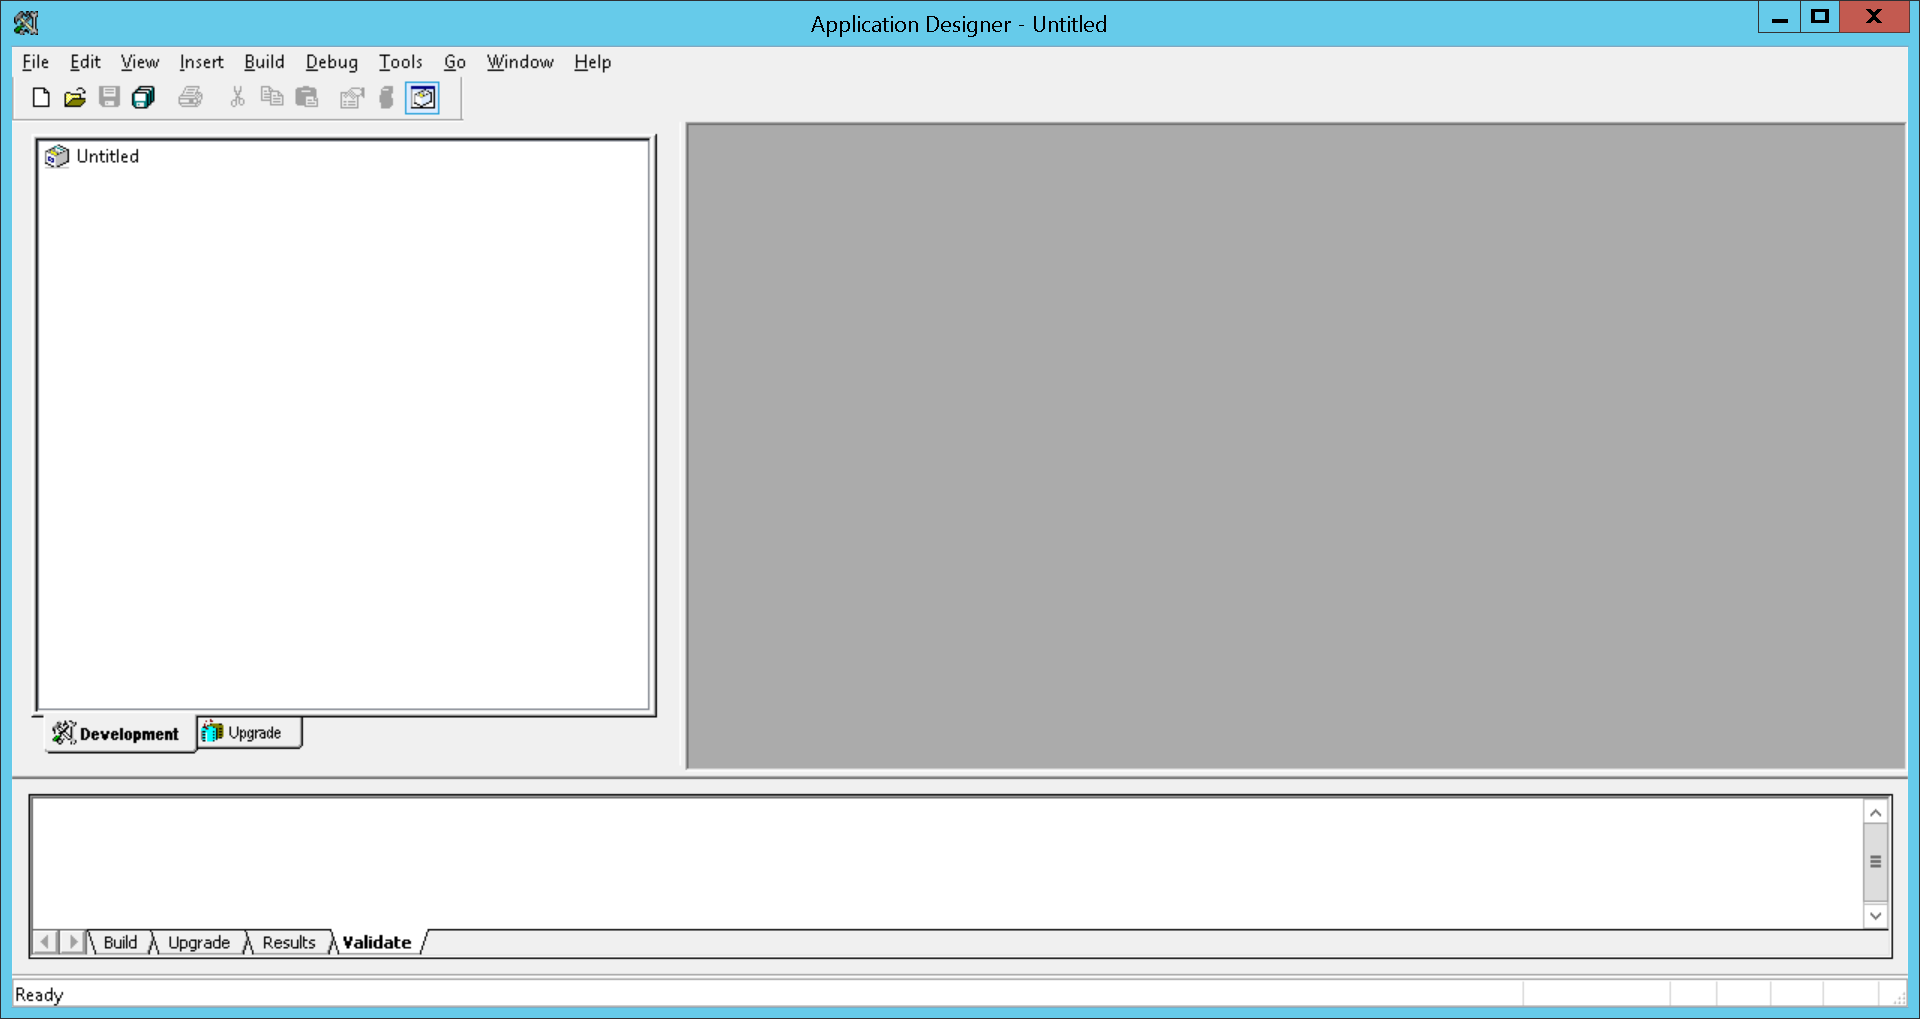 Application Designer - Untitled
File Edit View Insert Build Debug Tools Go Window Help
Untitled
Development Upgrade
Build Upgrade Results Validate
Ready